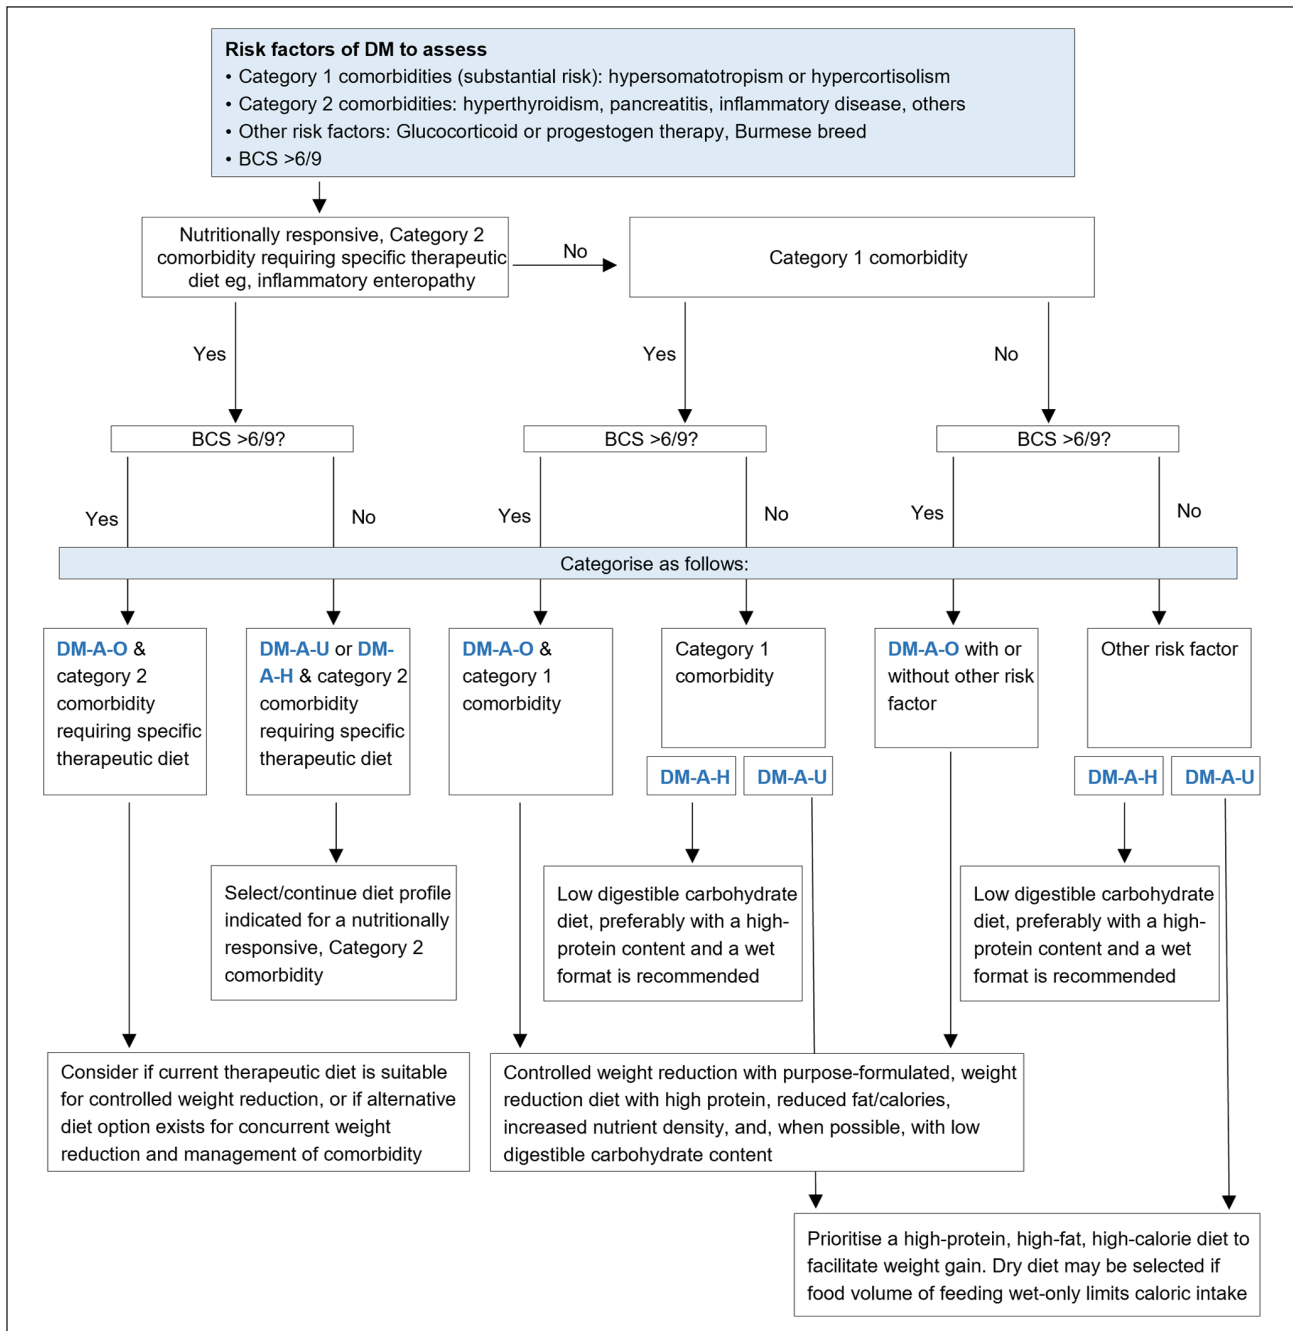 Risk factors of DM to assess
• Category 1 comorbidities (substantial risk): hypersomatotropism or hypercortisolism
• Category 2 comorbidities: hyperthyroidism, pancreatitis, inflammatory disease, others
• Other risk factors: Glucocorticoid or progestogen therapy, Burmese breed
• BCS >6/9
Nutritionally responsive, Category 2
comorbidity requiring specific therapeutic
diet eg, inflammatory enteropathy
No
Category 1 comorbidity
Yes
Yes
No
BCS >6/9?
BCS >6/9?
BCS >6/9?
Yes
No
Yes
No
Yes
No
Categorise as follows:
DM-A-O &
category 2
comorbidity
requiring specific
therapeutic diet
DM-A-U or DM-
A-H & category 2
comorbidity
requiring specific
therapeutic diet
DM-A-O &
category 1
comorbidity
Category 1
comorbidity
DM-A-H
DM-A-U
DM-A-O with or
without other risk
factor
Other risk factor
DM-A-H
DM-A-U
Select/continue diet profile
indicated for a nutritionally
responsive, Category 2
comorbidity
Low digestible carbohydrate
diet, preferably with a high-
protein content and a wet
format is recommended
Low digestible carbohydrate
diet, preferably with a high-
protein content and a wet
format is recommended
Consider if current therapeutic diet is suitable
for controlled weight reduction, or if alternative
diet option exists for concurrent weight
reduction and management of comorbidity
Controlled weight reduction with purpose-formulated, weight
reduction diet with high protein, reduced fat/calories,
increased nutrient density, and, when possible, with low
digestible carbohydrate content
Prioritise a high-protein, high-fat, high-calorie diet to
facilitate weight gain. Dry diet may be selected if
food volume of feeding wet-only limits caloric intake